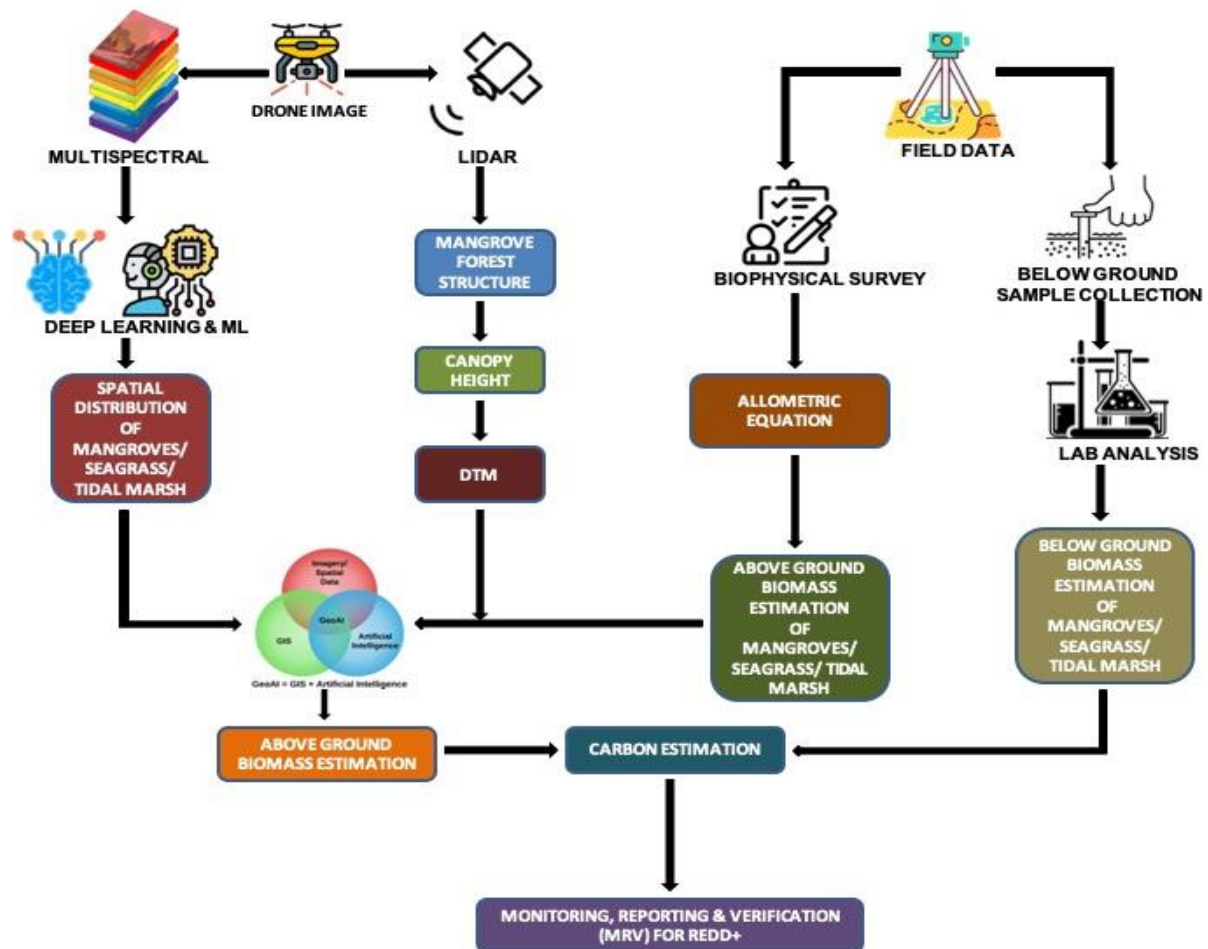 DRONE IMAGE
MULTISPECTRAL
LIDAR
FIELD DATA
DEEP LEARNING & ML
MANGROVE
FOREST
STRUCTURE
BIOPHYSICAL SURVEY
BELOW GROUND
SAMPLE COLLECTION
SPATIAL
DISTRIBUTION
OF
MANGROVES/
SEAGRASS/
TIDAL MARSH
CANOPY
HEIGHT
ALLOMETRIC
EQUATION
LAB ANALYSIS
DTM
Imagery/
Spatial
Data
GeoAI
GIS
Artificial
Intelligence
GeoAI = GIS + Artificial Intelligence
ABOVE GROUND
BIOMASS
ESTIMATION
OF
MANGROVES/
SEAGRASS/ TIDAL
MARSH
BELOW GROUND
BIOMASS
ESTIMATION
OF
MANGROVES/
SEAGRASS/
TIDAL MARSH
ABOVE GROUND
BIOMASS ESTIMATION
CARBON ESTIMATION
MONITORING, REPORTING & VERIFICATION
(MRV) FOR REDD+